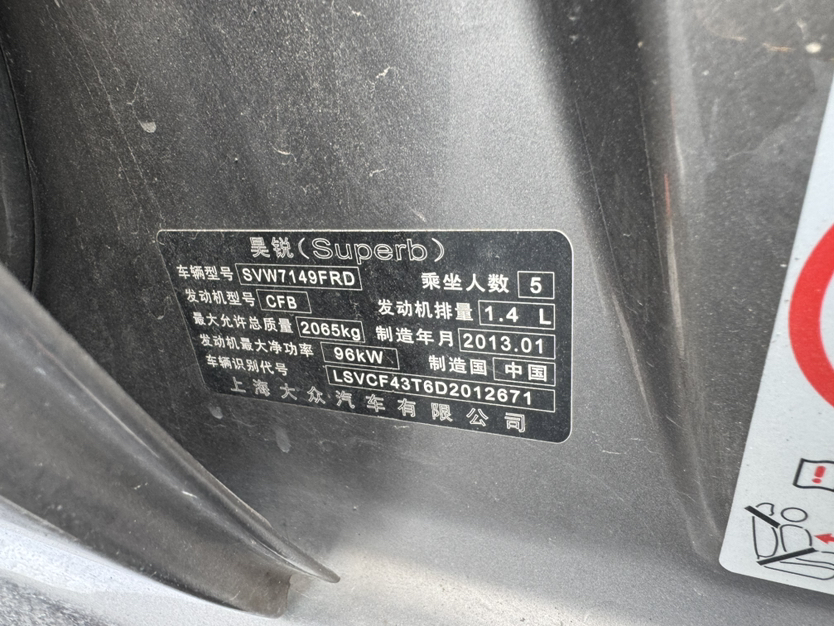 昊锐(Superb)
车辆型号 SVW7149FRD 乘坐人数 5
发动机型号 CFB 发动机排量 1.4 L
最大允许总质量 2065kg 制造年月 2013.01
发动机最大净功率 96kW 制造国 中国
车辆识别代号 LSVCF43T6D2012671
上海大众汽车有限公司
!